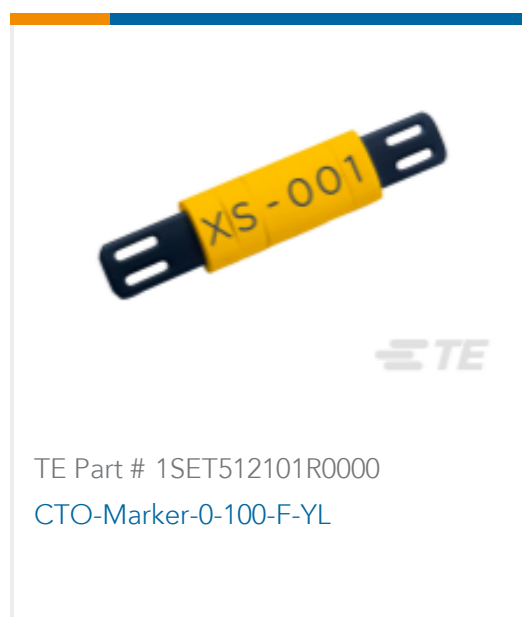 XS-001
TE
TE Part # 1SET512101R0000
CTO-Marker-0-100-F-YL